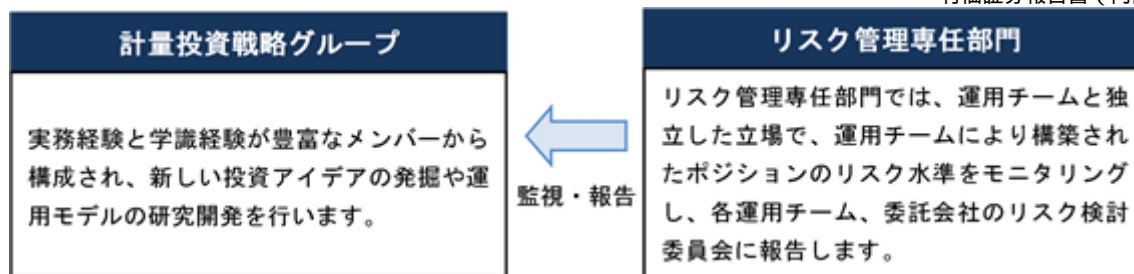 計量投資戦略グループ
実務経験と学識経験が豊富なメンバーから
構成され、新しい投資アイデアの発掘や運
用モデルの研究開発を行います。
監視・報告
リスク管理専任部門
リスク管理専任部門では、運用チームと独
立した立場で、運用チームにより構築され
たポジションのリスク水準をモニタリング
し、各運用チーム、委託会社のリスク検討
委員会に報告します。